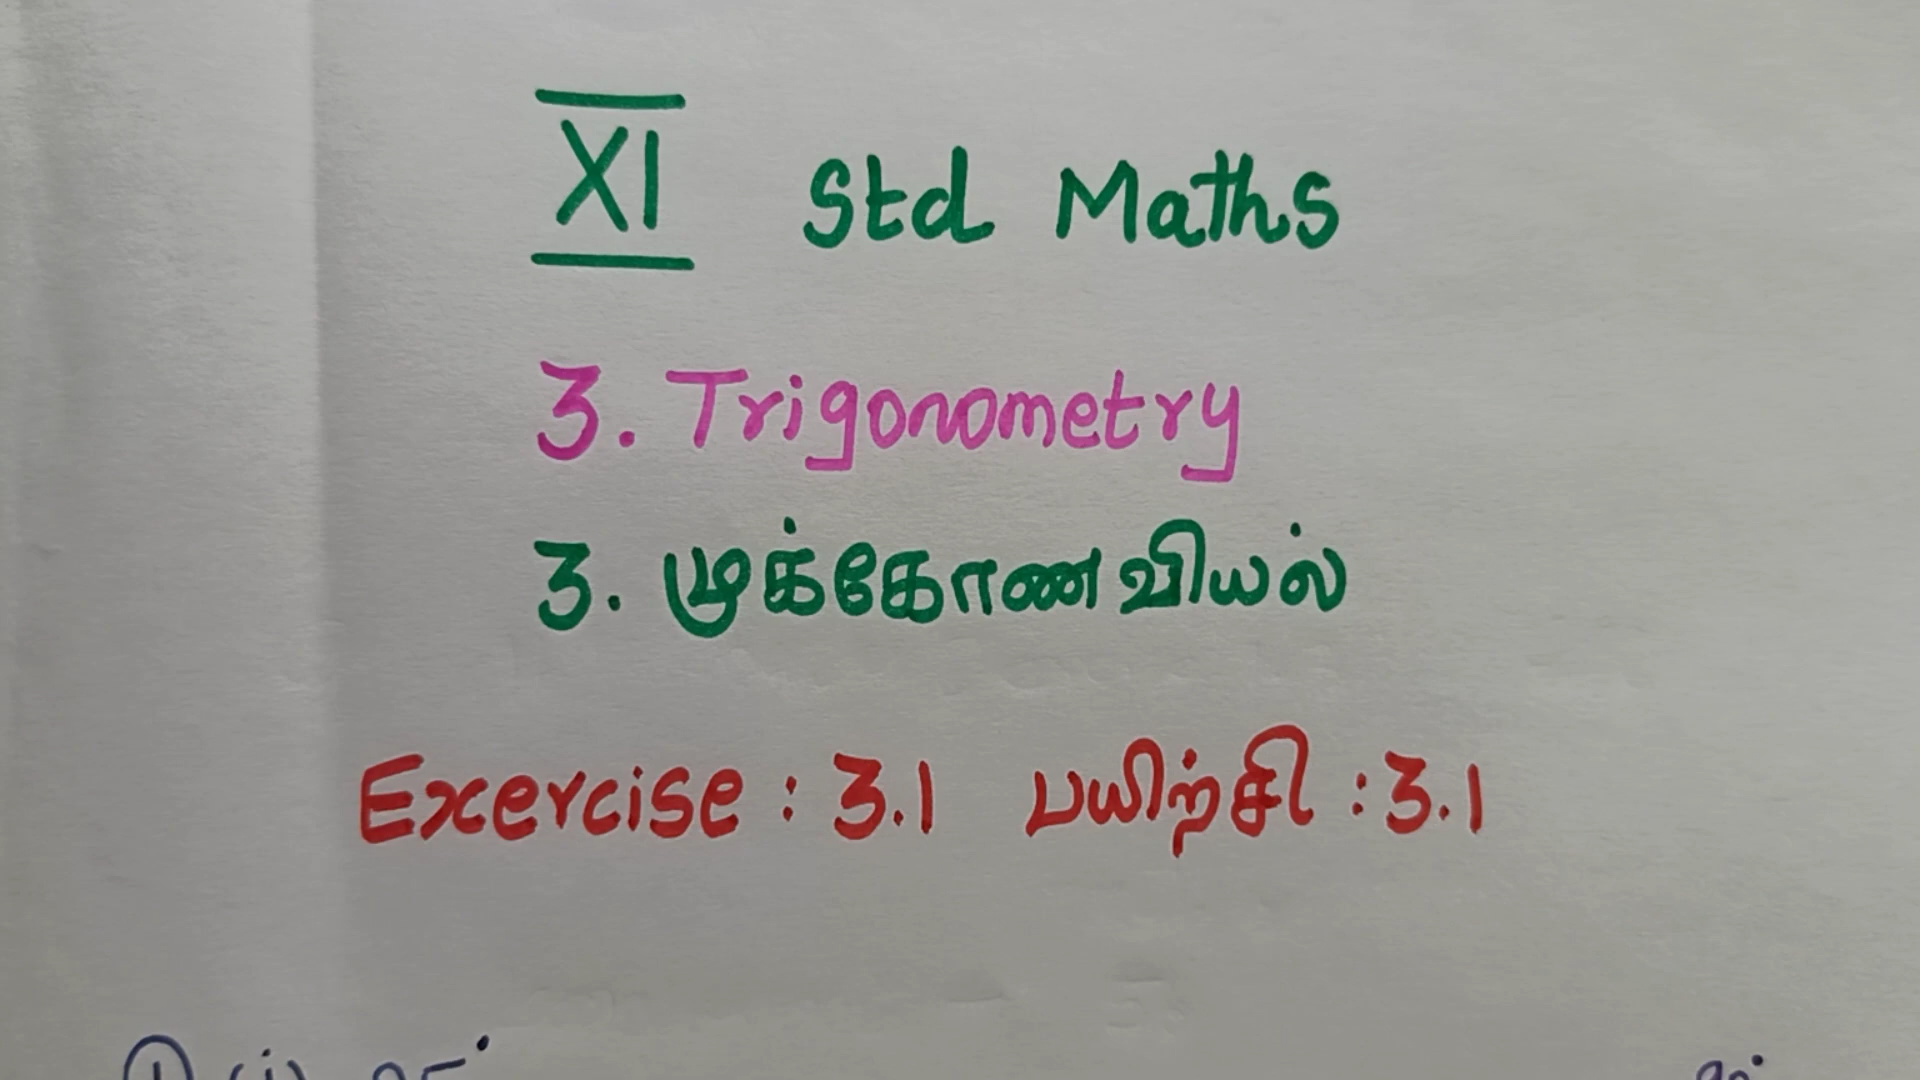 XI Std Maths
3. Trigonometry
3. முக்கோணவியல்
Exercise : 3.1 பயிற்சி : 3.1